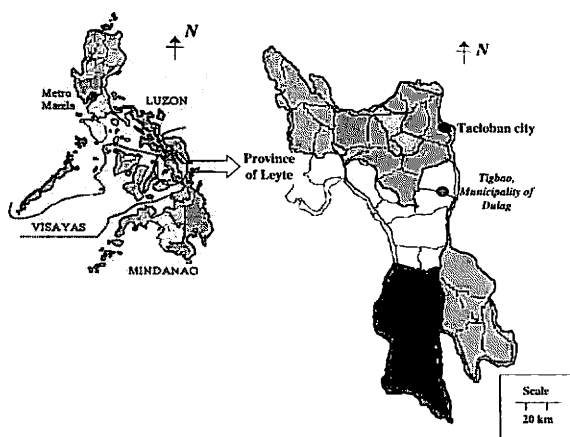 N
Metro
Manila
LUZON
VISAYAS
MINDANAO
Province
of Leyte
N
Tacloban city
Tigbao,
Municipality of
Dulag
Scale
20 km